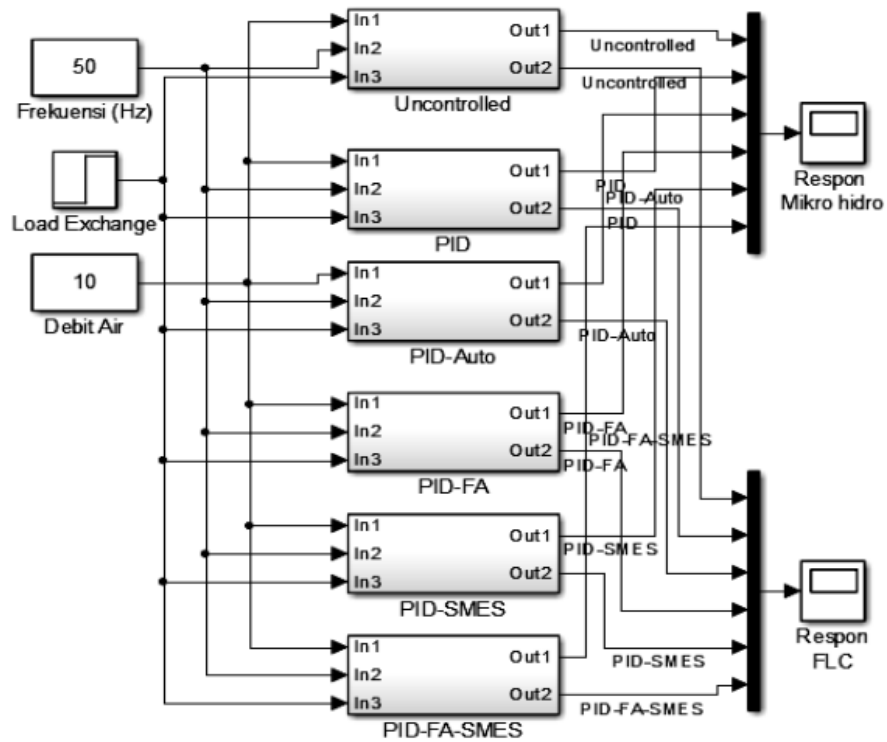 50
Frekuensi (Hz)
Load Exchange
10
Debit Air
In1
In2
In3
Out1
Out2
Uncontrolled
Uncontrolled
Uncontrolled
In1
In2
In3
Out1
Out2
PID
PID
PID-Auto
PID
In1
In2
In3
Out1
Out2
PID-Auto
PID-Auto
In1
In2
In3
Out1
Out2
PID-FA
PID-FA
PID-FA-SMES
PID-FA
In1
In2
In3
Out1
Out2
PID-SMES
PID-SMES
PID-SMES
In1
In2
In3
Out1
Out2
PID-FA-SMES
PID-FA-SMES
Respon
Mikro hidro
Respon
FLC